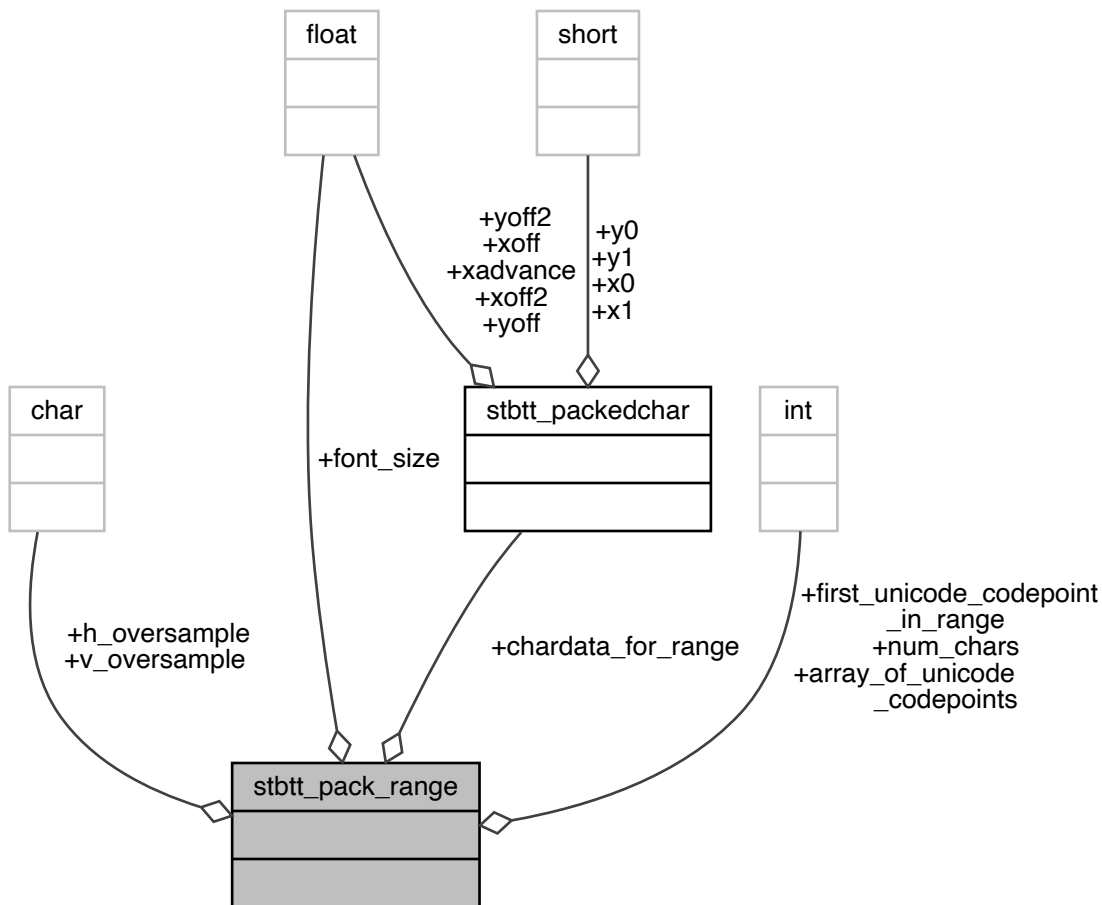 float
short
+yoff2
+xoff
+xadvance
+xoff2
+yoff
+y0
+y1
+x0
+x1
char
stbtt_packedchar
int
+font_size
+h_oversample
+v_oversample
+chardata_for_range
+first_unicode_codepoint
_in_range
+num_chars
+array_of_unicode
_codepoints
stbtt_pack_range